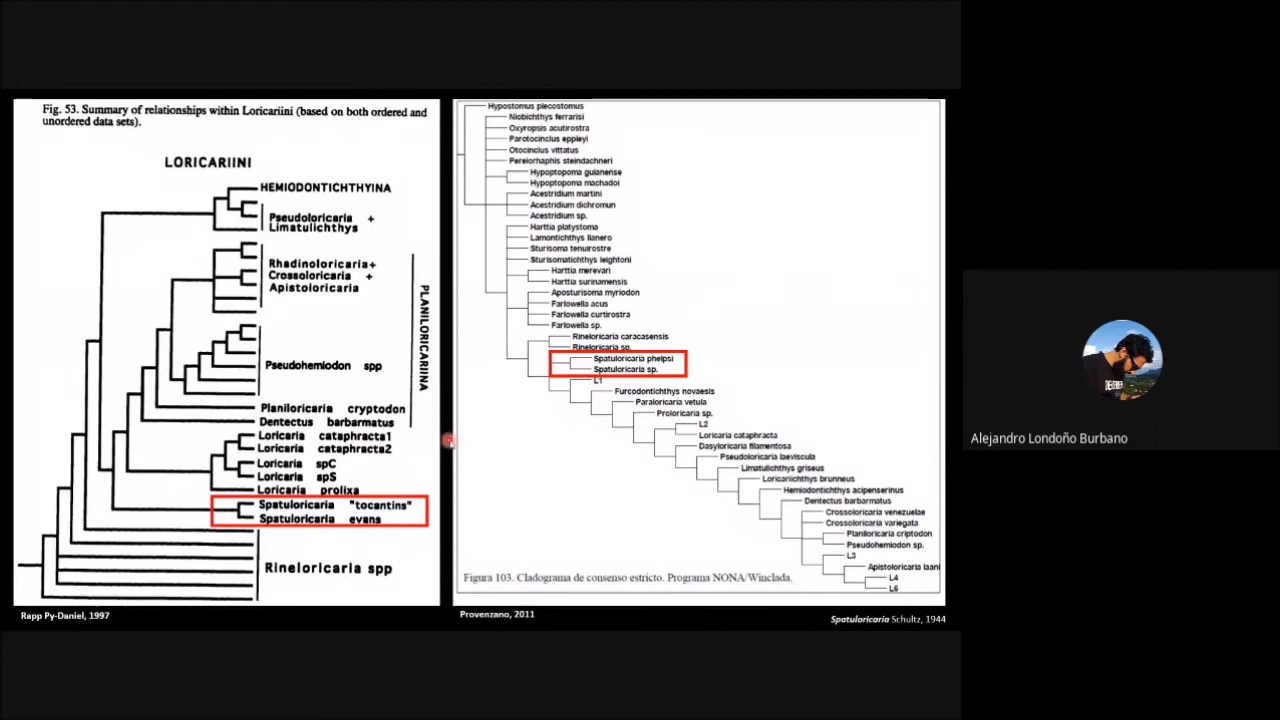 Fig. 53. Summary of relationships within Loricariini (based on both ordered and
unordered data sets).
LORICARIINI
HEMIODONTICHTHYINA
Pseudoloricaria +
Limatulichthys
Rhadinoloricaria+
Crossoloricaria +
Apistoloricaria
PLANILORICARIINA
Pseudohemiodon spp
Planiloricaria cryptodon
Dentectus barbarmatus
Loricaria cataphracta1
Loricaria cataphracta2
Loricaria spC
Loricaria spS
Loricaria prolixa
Spatuloricaria "tocantins"
Spatuloricaria evans
Rineloricaria spp
Rapp Py-Daniel, 1997
Hypostomus plecostomus
Niobichthys ferrarisi
Oxyropsis acutirostra
Parotocinclus eppleyi
Otocinclus vittatus
Pereiorhaphis steindachneri
Hypoptopoma guianense
Hypoptopoma machadoi
Acestridium martini
Acestridium dichromun
Acestridium sp.
Harttia platystoma
Lamontichthys llanero
Sturisoma tenuirostre
Sturisomatichthys leightoni
Harttia merevari
Harttia surinamensis
Aposturisoma myriodon
Farlowella acus
Farlowella curtirostra
Farlowella sp.
Rineloricaria caracasensis
Rineloricaria sp.
Spatuloricaria phelpsi
Spatuloricaria sp.
L1
Furcodontichthys novaesis
Paraloricaria vetula
Proloricaria sp.
L2
Loricaria cataphracta
Dasyloricaria filamentosa
Pseudoloricaria laeviscula
Limatulichthys griseus
Loricariichthys brunneus
Hemiodontichthys acipenserinus
Dentectus barbarmatus
Crossoloricaria venezuelae
Crossoloricaria variegata
Planiloricaria criptodon
Pseudohemiodon sp.
L3
Apistoloricaria laani
L4
L6
Figura 103. Cladograma de consenso estricto. Programa NONA/Winclada.
Provenzano, 2011
Spatuloricaria Schultz, 1944
Alejandro Londoño Burbano